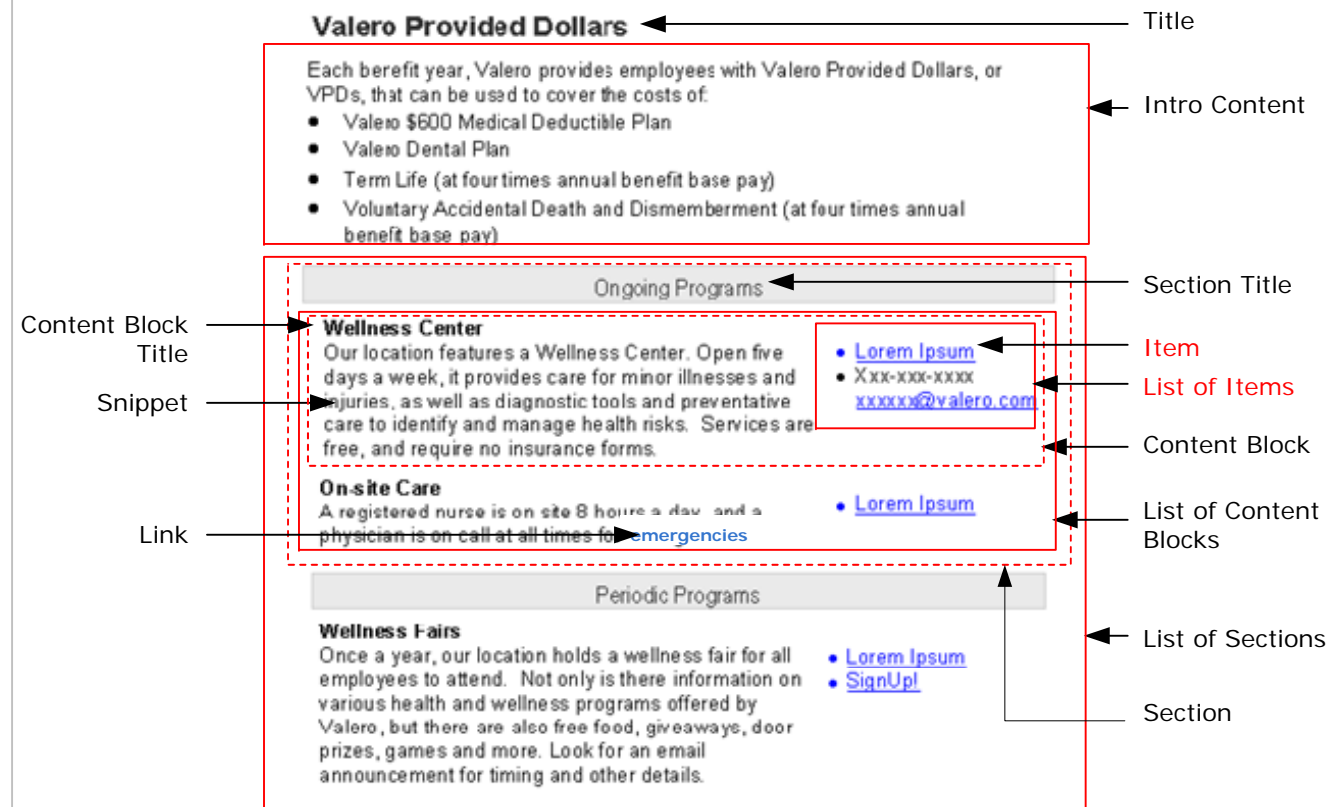 Valero Provided Dollars
Title
Each benefit year, Valero provides employees with Valero Provided Dollars, or
VPDs, that can be used to cover the costs of:
Intro Content
• Valero $600 Medical Deductible Plan
• Valero Dental Plan
• Term Life (at four times annual benefit base pay)
• Voluntary Accidental Death and Dismemberment (at four times annual
benefit base pay)
Ongoing Programs
Section Title
Content Block
Title
Wellness Center
Our location features a Wellness Center. Open five
days a week, it provides care for minor illnesses and
injuries, as well as diagnostic tools and preventative
care to identify and manage health risks. Services are
free, and require no insurance forms.
Snippet
• Lorem Ipsum
• Xxx-xxx-xxxx
xxxxxx@valero.com
Item
List of Items
Content Block
On-site Care
A registered nurse is on site 8 hours a day, and a
physician is on call at all times for emergencies
Link
• Lorem Ipsum
List of Content
Blocks
Periodic Programs
Wellness Fairs
Once a year, our location holds a wellness fair for all
employees to attend. Not only is there information on
various health and wellness programs offered by
Valero, but there are also free food, giveaways, door
prizes, games and more. Look for an email
announcement for timing and other details.
• Lorem Ipsum
• SignUp!
List of Sections
Section